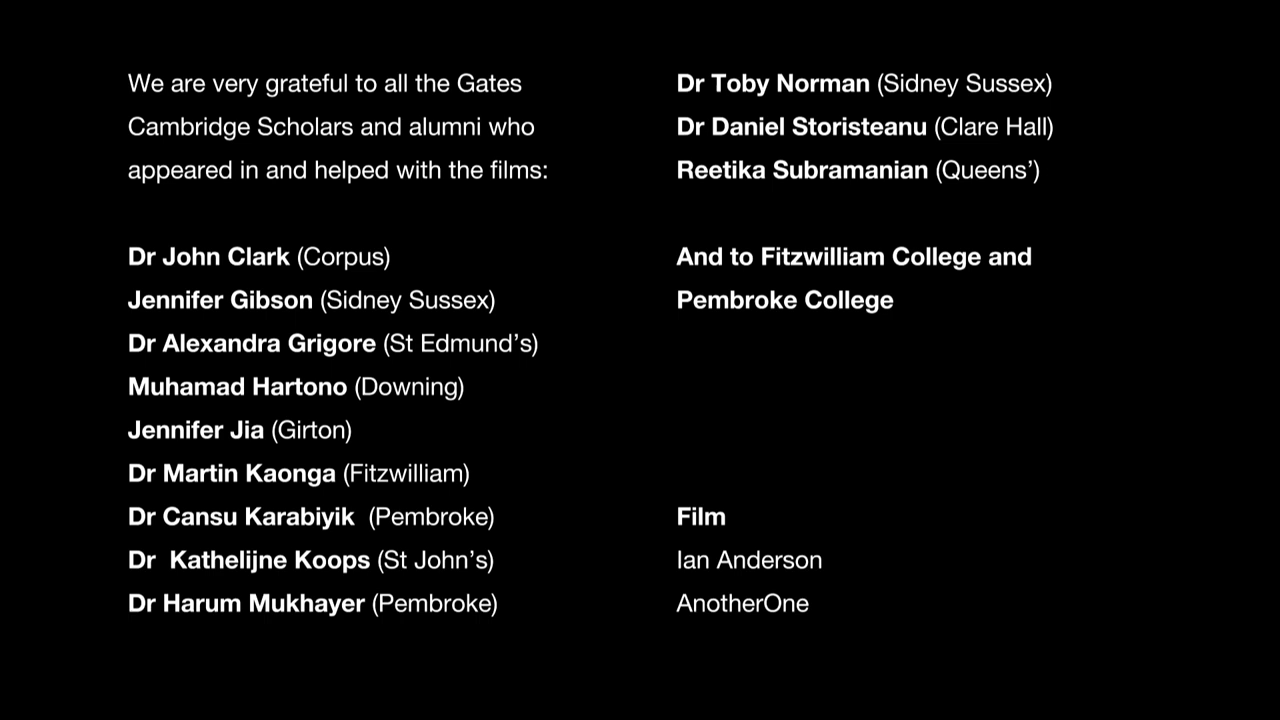 We are very grateful to all the Gates
Cambridge Scholars and alumni who
appeared in and helped with the films:
Dr John Clark (Corpus)
Jennifer Gibson (Sidney Sussex)
Dr Alexandra Grigore (St Edmund’s)
Muhamad Hartono (Downing)
Jennifer Jia (Girton)
Dr Martin Kaonga (Fitzwilliam)
Dr Cansu Karabiyik  (Pembroke)
Dr  Kathelijne Koops (St John’s)
Dr Harum Mukhayer (Pembroke)
Dr Toby Norman (Sidney Sussex)
Dr Daniel Storisteanu (Clare Hall)
Reetika Subramanian (Queens’)
And to Fitzwilliam College and
Pembroke College
Film
Ian Anderson
AnotherOne